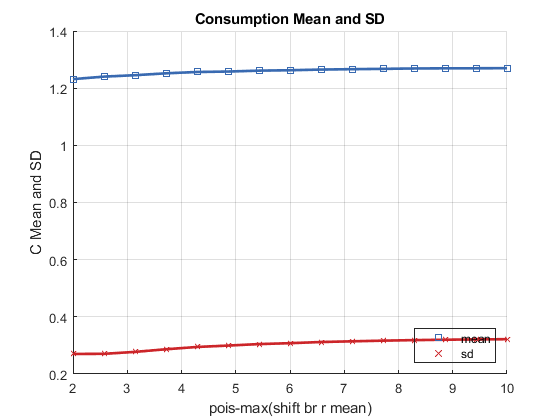 Consumption Mean and SD
1.4
1.2
1
0.8
0.6
0.4
0.2
C Mean and SD
mean
sd
2 3 4 5 6 7 8 9 10
pois-max(shift br r mean)